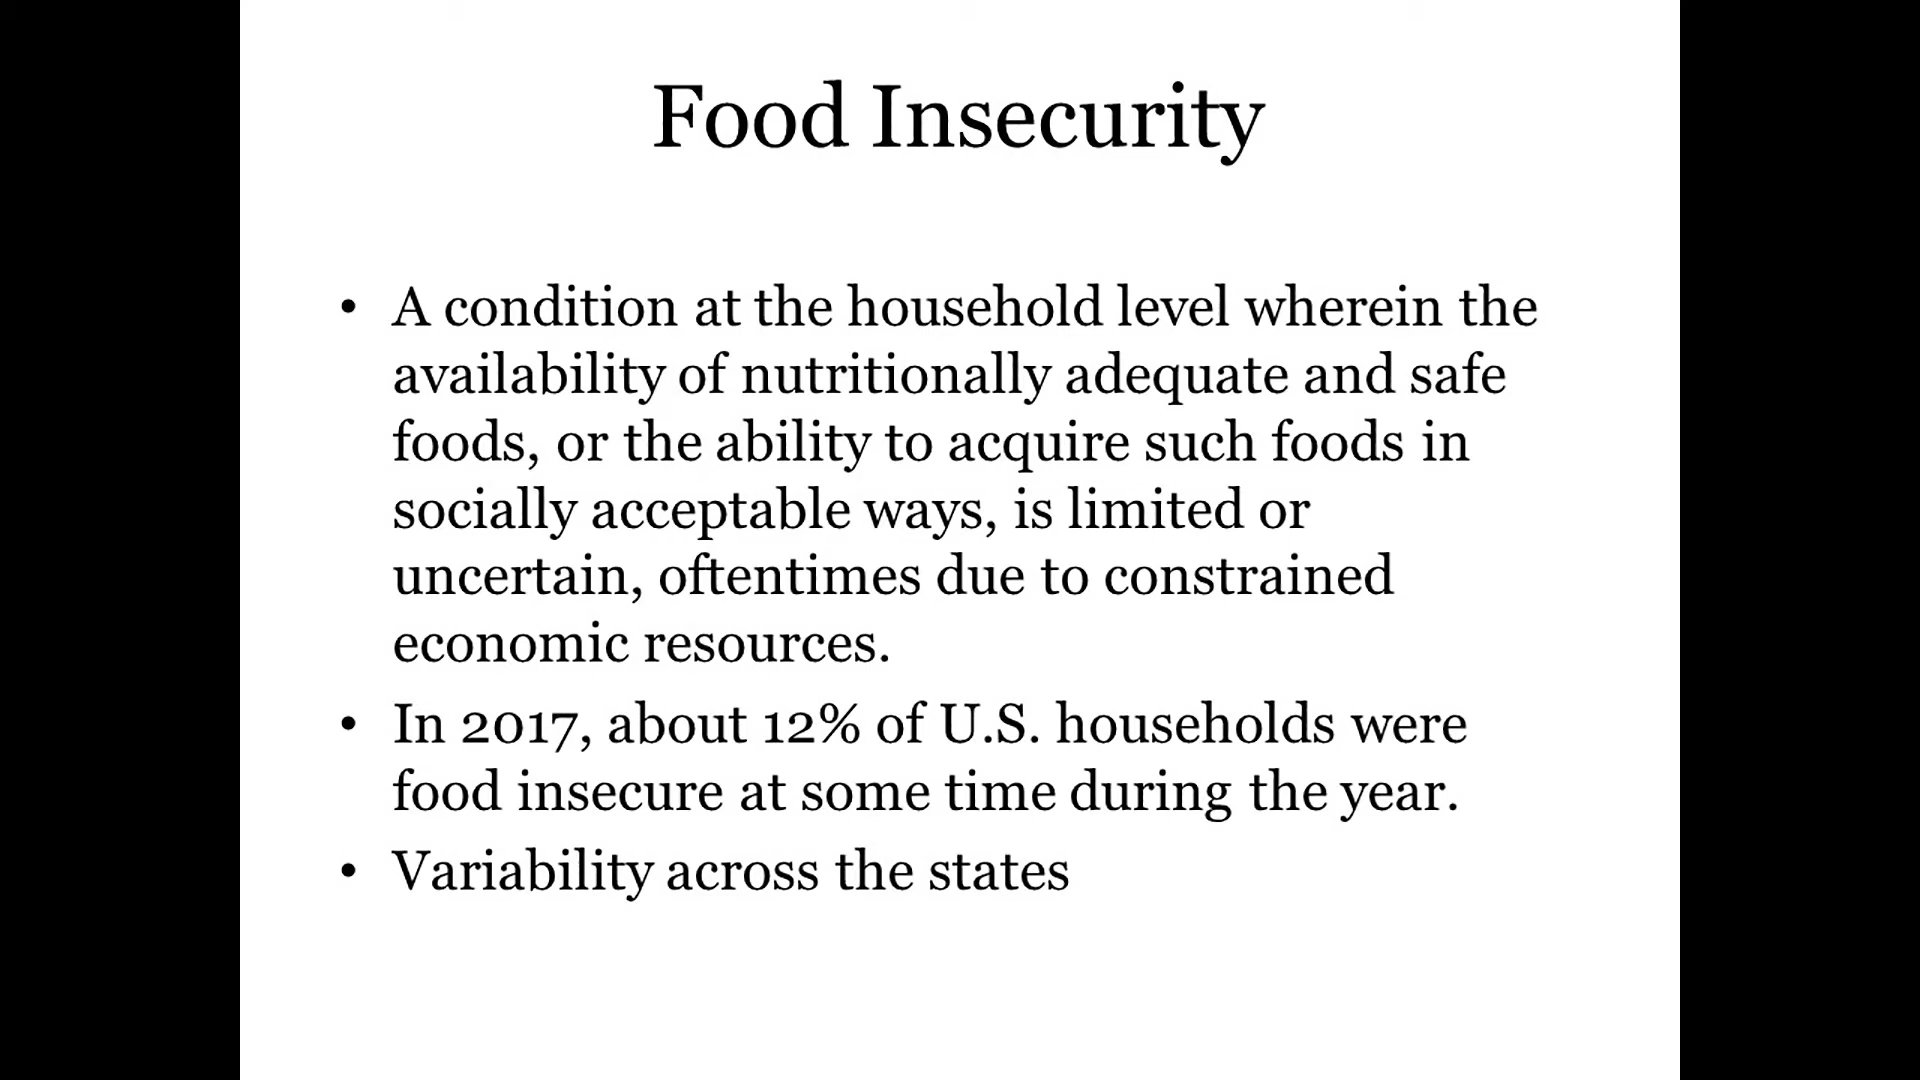 Food Insecurity
• A condition at the household level wherein the
availability of nutritionally adequate and safe
foods, or the ability to acquire such foods in
socially acceptable ways, is limited or
uncertain, oftentimes due to constrained
economic resources.
• In 2017, about 12% of U.S. households were
food insecure at some time during the year.
• Variability across the states